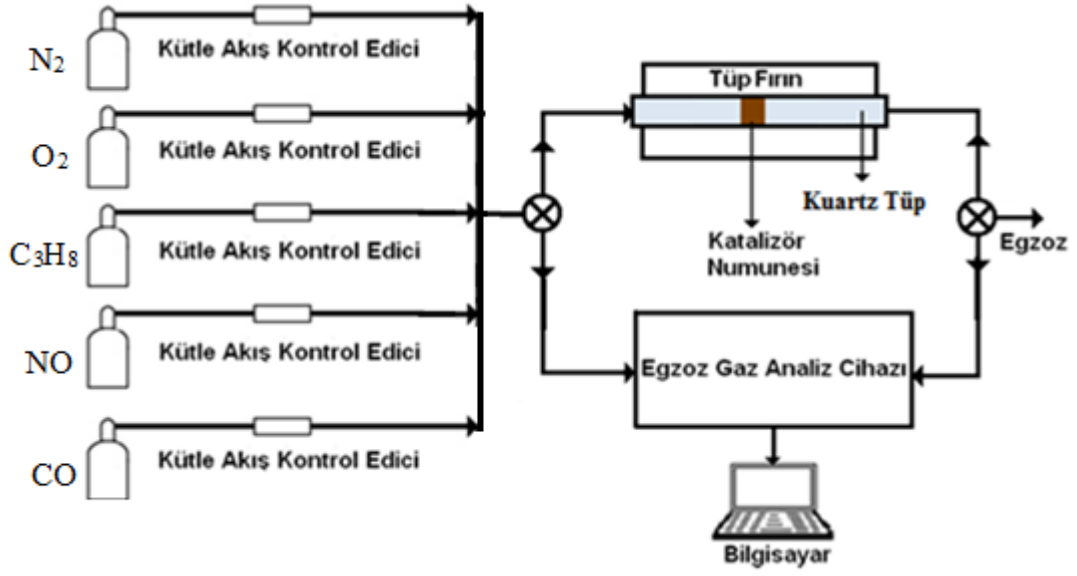 N₂
Kütle Akış Kontrol Edici
O₂
Kütle Akış Kontrol Edici
C₃H₈
Kütle Akış Kontrol Edici
NO
Kütle Akış Kontrol Edici
CO
Kütle Akış Kontrol Edici
Tüp Fırın
Kuartz Tüp
Katalizör
Numunesi
Egzoz
Egzoz Gaz Analiz Cihazı
Bilgisayar